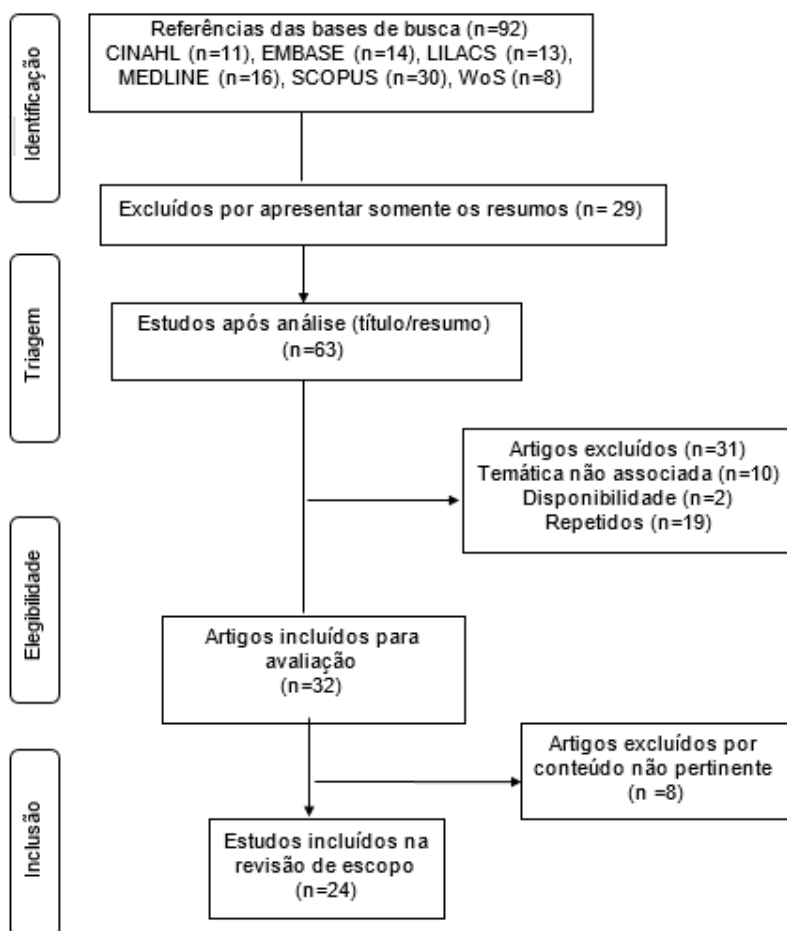 Identificação
Referências das bases de busca (n=92)
CINAHL (n=11), EMBASE (n=14), LILACS (n=13),
MEDLINE (n=16), SCOPUS (n=30), WoS (n=8)
Excluídos por apresentar somente os resumos (n= 29)
Triagem
Estudos após análise (título/resumo)
(n=63)
Artigos excluídos (n=31)
Temática não associada (n=10)
Disponibilidade (n=2)
Repetidos (n=19)
Elegibilidade
Artigos incluídos para
avaliação
(n=32)
Inclusão
Artigos excluídos por
conteúdo não pertinente
(n =8)
Estudos incluídos na
revisão de escopo
(n=24)